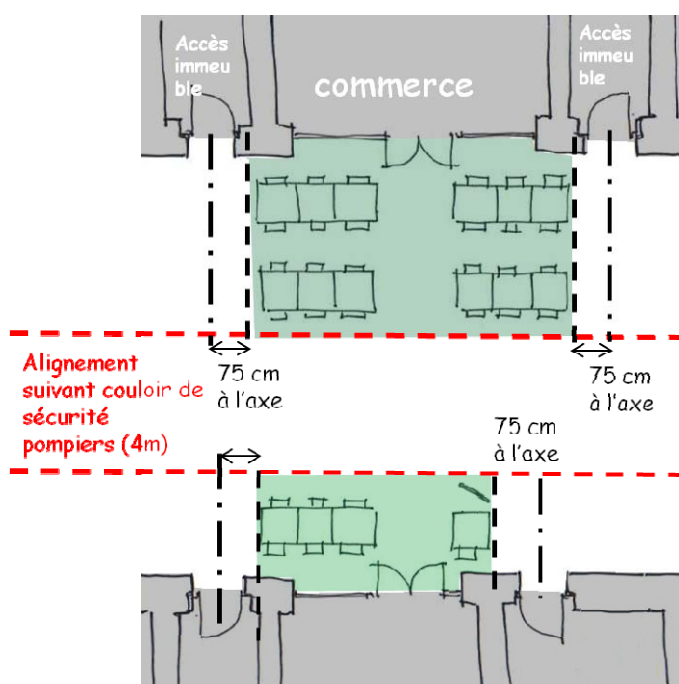 Accès
immeu
ble
commerce
Accès
immeu
ble
Alignement
suivant couloir de
sécurité
pompiers (4m)
75 cm
à l'axe
75 cm
à l'axe
75 cm
à l'axe